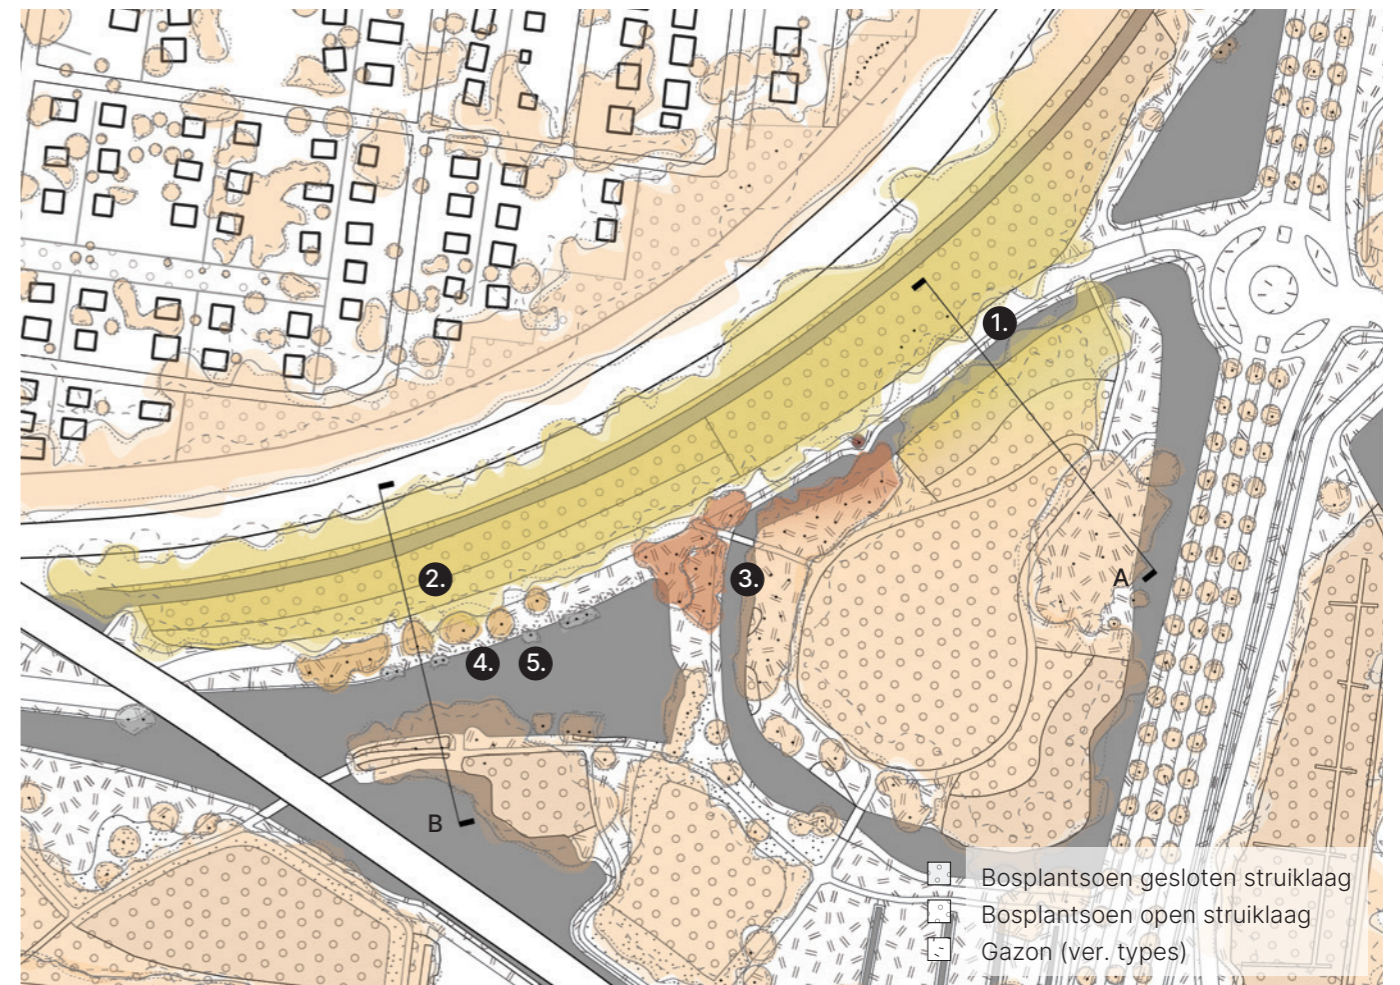 1.
2.
3.
A
4.
5.
B
Bosplantsoen gesloten struiklaag
Bosplantsoen open struiklaag
Gazon (ver. types)